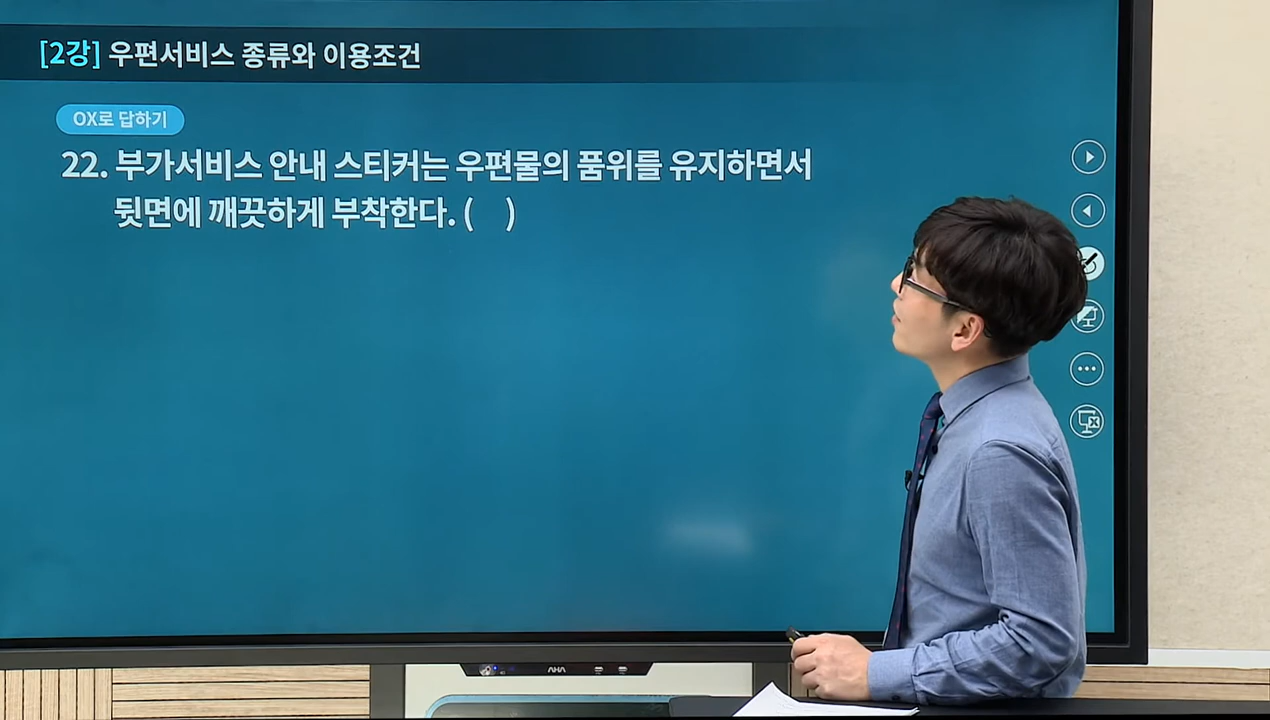 [2강] 우편서비스 종류와 이용조건
OX로 답하기
22. 부가서비스 안내 스티커는 우편물의 품위를 유지하면서
뒷면에 깨끗하게 부착한다. (    )
AHA